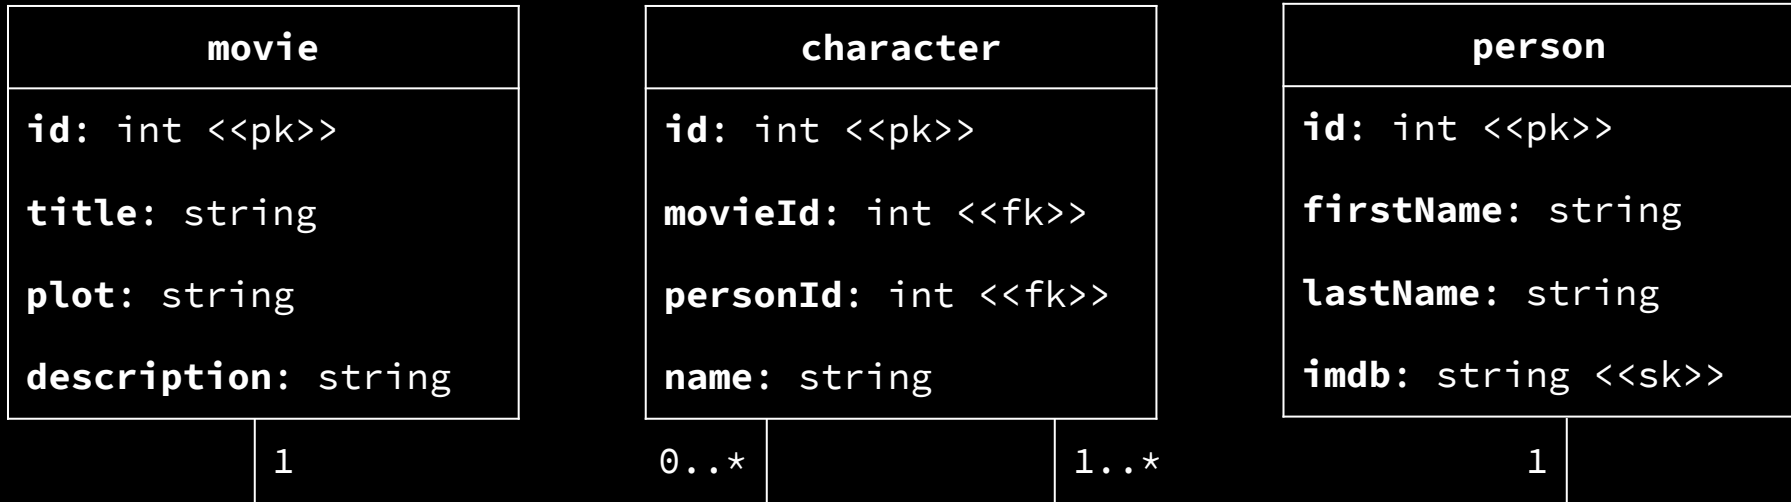 movie
id: int <<pk>>
title: string
plot: string
description: string
1
character
id: int <<pk>>
movieId: int <<fk>>
personId: int <<fk>>
name: string
0..*
1..*
person
id: int <<pk>>
firstName: string
lastName: string
imdb: string <<sk>>
1